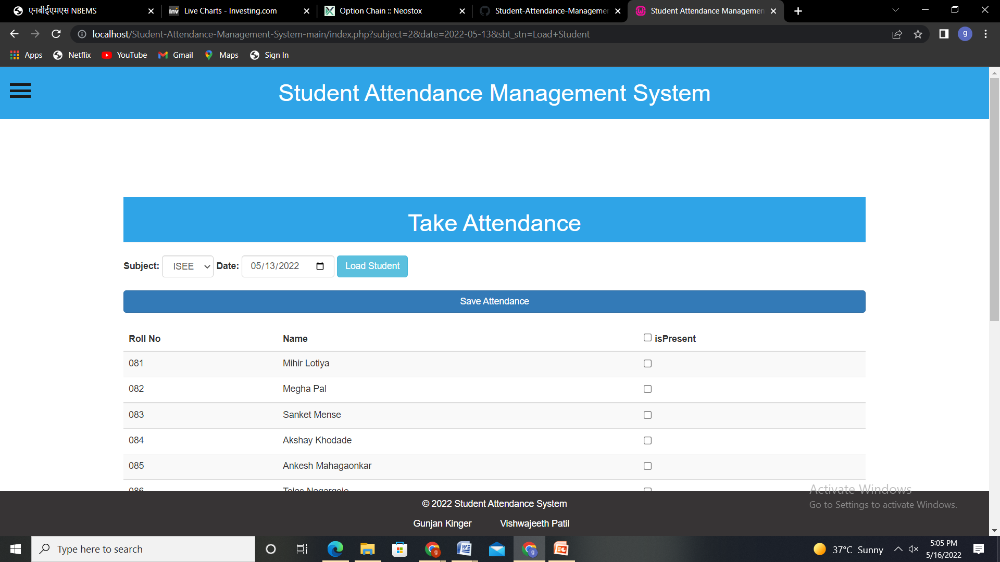 एनबीईएमएस NBEMS
Live Charts - Investing.com
Option Chain :: Neostox
Student-Attendance-Managemer
Student Attendance Managemen
localhost/Student-Attendance-Management-System-main/index.php?subject=2&date=2022-05-13&sbt_stn=Load+Student
g
Apps Netflix YouTube Gmail Maps Sign In
Student Attendance Management System
Take Attendance
Subject: ISEE Date: 05/13/2022 Load Student
Save Attendance
Roll No Name isPresent
081 Mihir Lotiya
082 Megha Pal
083 Sanket Mense
084 Akshay Khodade
085 Ankesh Mahagaonkar
086 Tejas Nagargoje
Activate Windows
Go to Settings to activate Windows.
© 2022 Student Attendance System
Gunjan Kinger Vishwajeeth Patil
Type here to search
37°C Sunny
5:05 PM
5/16/2022